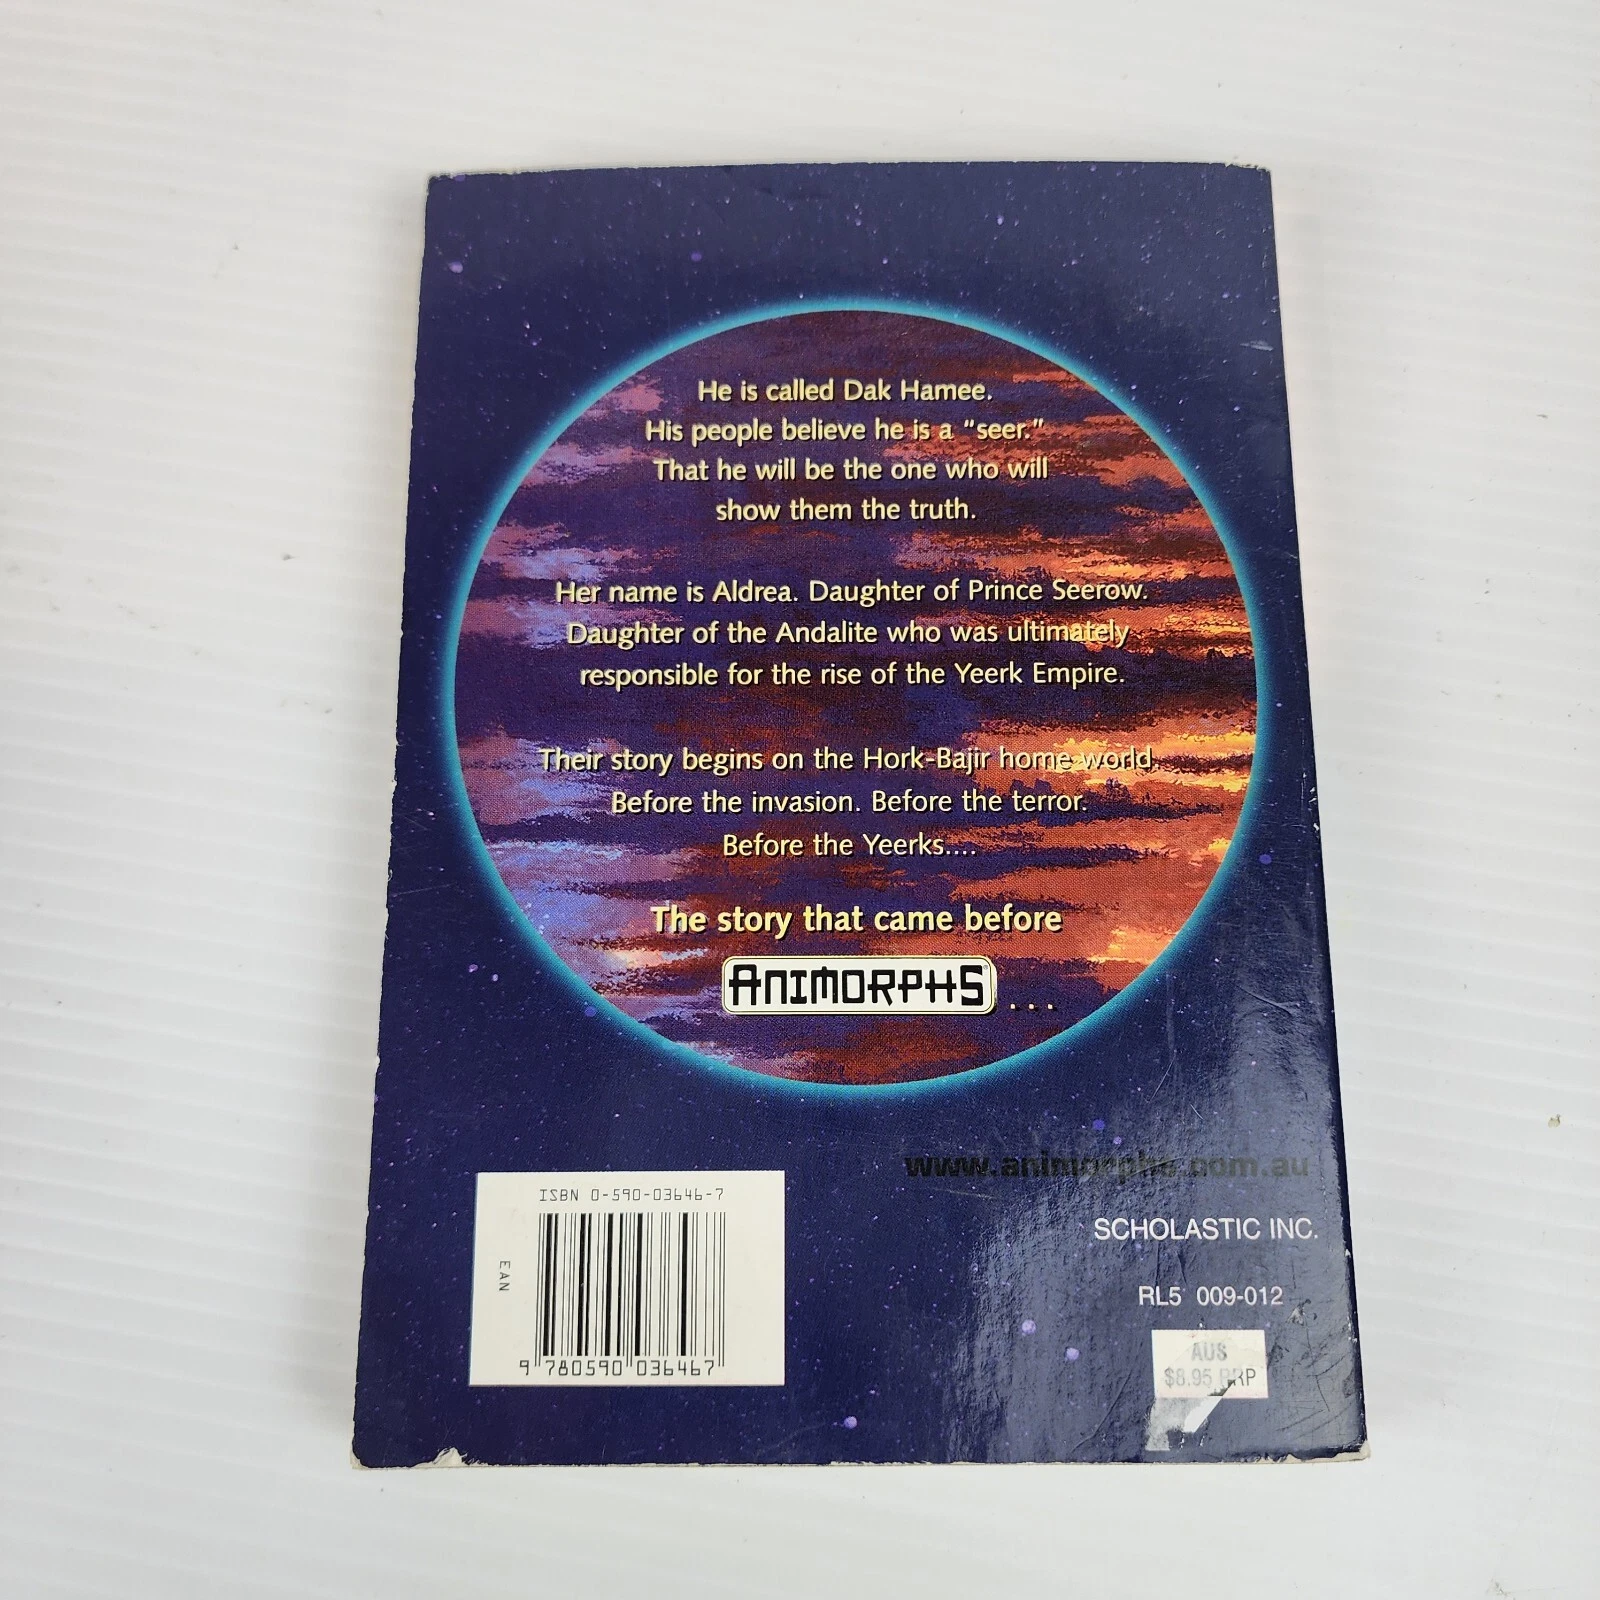 He is called Dak Hamee.
His people believe he is a "seer."
That he will be the one who will
show them the truth.
Her name is Aldrea. Daughter of Prince Seerow.
Daughter of the Andalite who was ultimately
responsible for the rise of the Yeerk Empire.
Their story begins on the Hork-Bajir home world.
Before the invasion. Before the terror.
Before the Yeerks....
The story that came before
ANIMORPHS® ...
www.animorphs.com.au
ISBN 0-590-03646-7
EAN
9 780590 036467
SCHOLASTIC INC.
RL5 009-012
AUS
$8.95 RRP